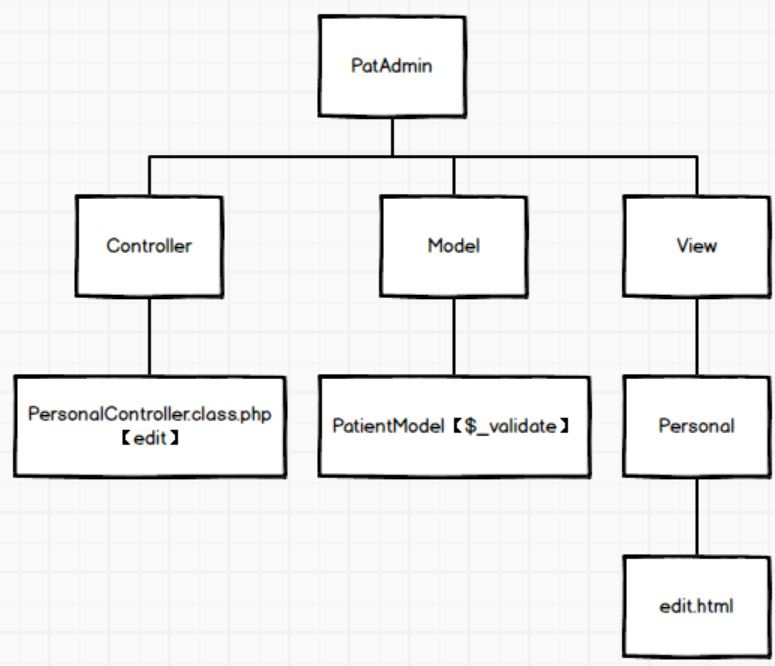 PatAdmin
Controller
Model
View
PersonalController.class.php
【edit】
PatientModel【$_validate】
Personal
edit.html